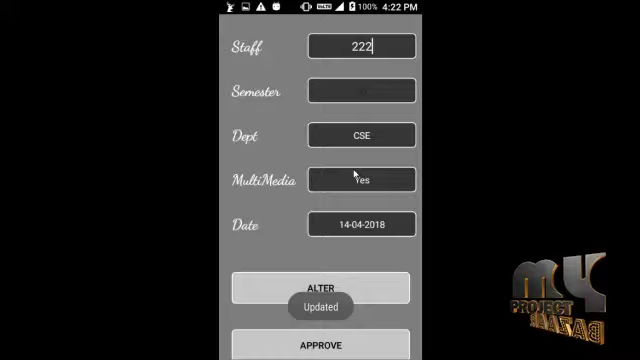 100% 4:22 PM
Staff 222
Semester
Dept CSE
MultiMedia Yes
Date 14-04-2018
ALTER
Updated
APPROVE
MY
PROJECT
BAZAAR